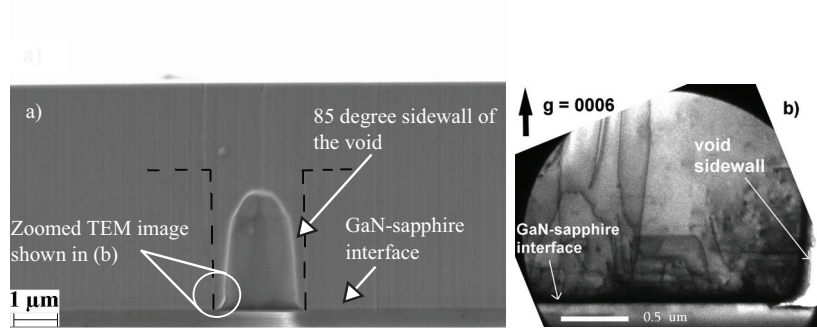 a)
a)
85 degree sidewall of
the void
Zoomed TEM image
shown in (b)
GaN-sapphire
interface
1 μm
g = 0006
b)
void
sidewall
GaN-sapphire
interface
0.5 um